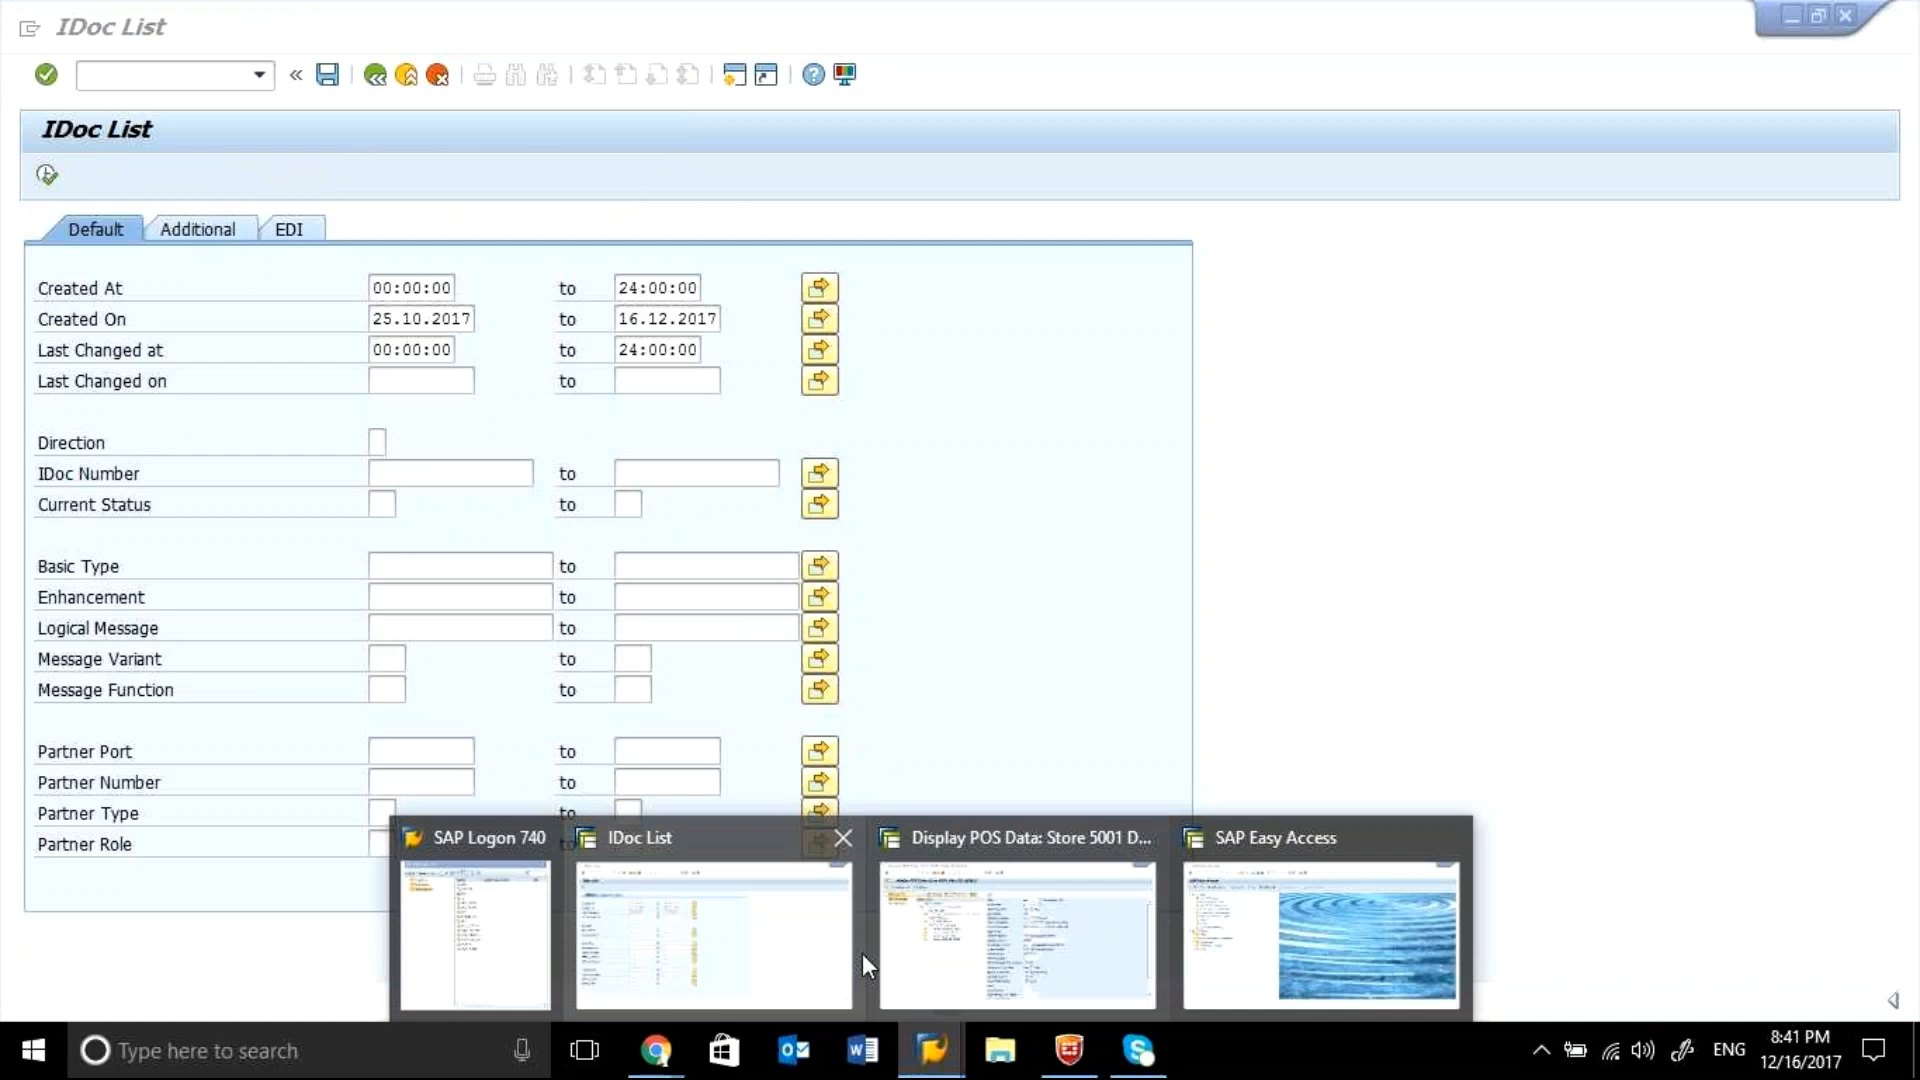 IDoc List
IDoc List
Default Additional EDI
Created At 00:00:00 to 24:00:00
Created On 25.10.2017 to 16.12.2017
Last Changed at 00:00:00 to 24:00:00
Last Changed on to
Direction
IDoc Number to
Current Status to
Basic Type to
Enhancement to
Logical Message to
Message Variant to
Message Function to
Partner Port to
Partner Number to
Partner Type to
Partner Role
SAP Logon 740 IDoc List Display POS Data: Store 5001 D... SAP Easy Access
Type here to search
ENG 8:41 PM
12/16/2017